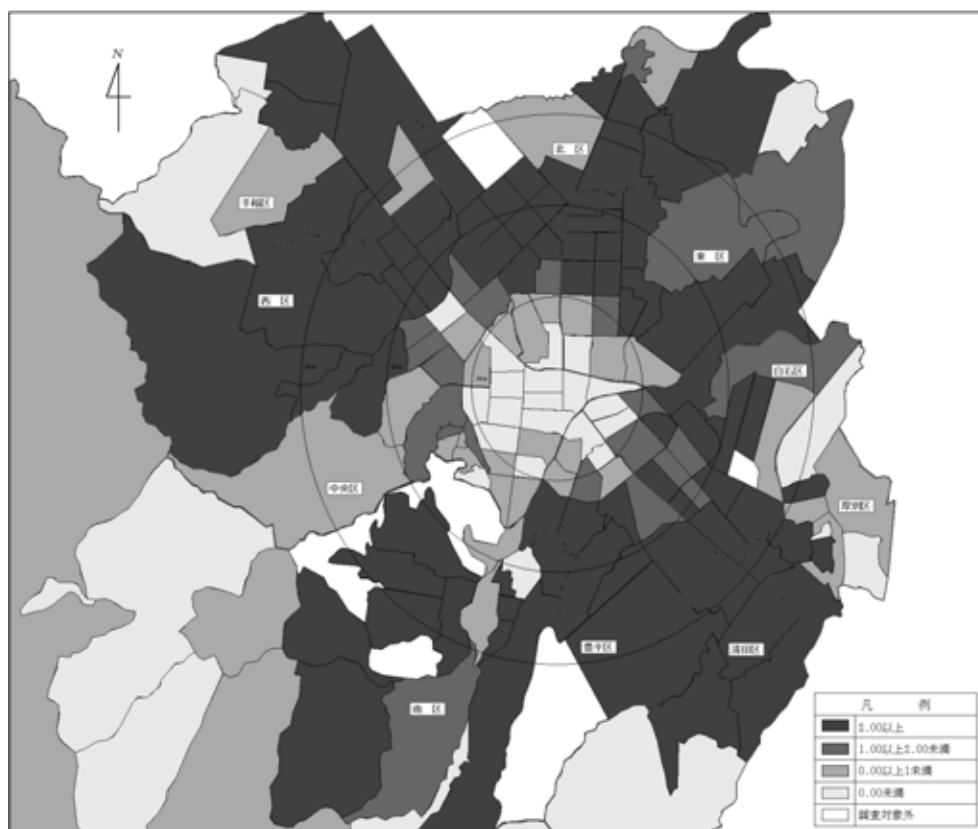 N
北 区
手稲区
東 区
西 区
白石区
中央区
厚別区
豊平区
清田区
南 区
凡 例
2.00以上
1.00以上2.00未満
0.00以上1未満
0.00未満
調査対象外